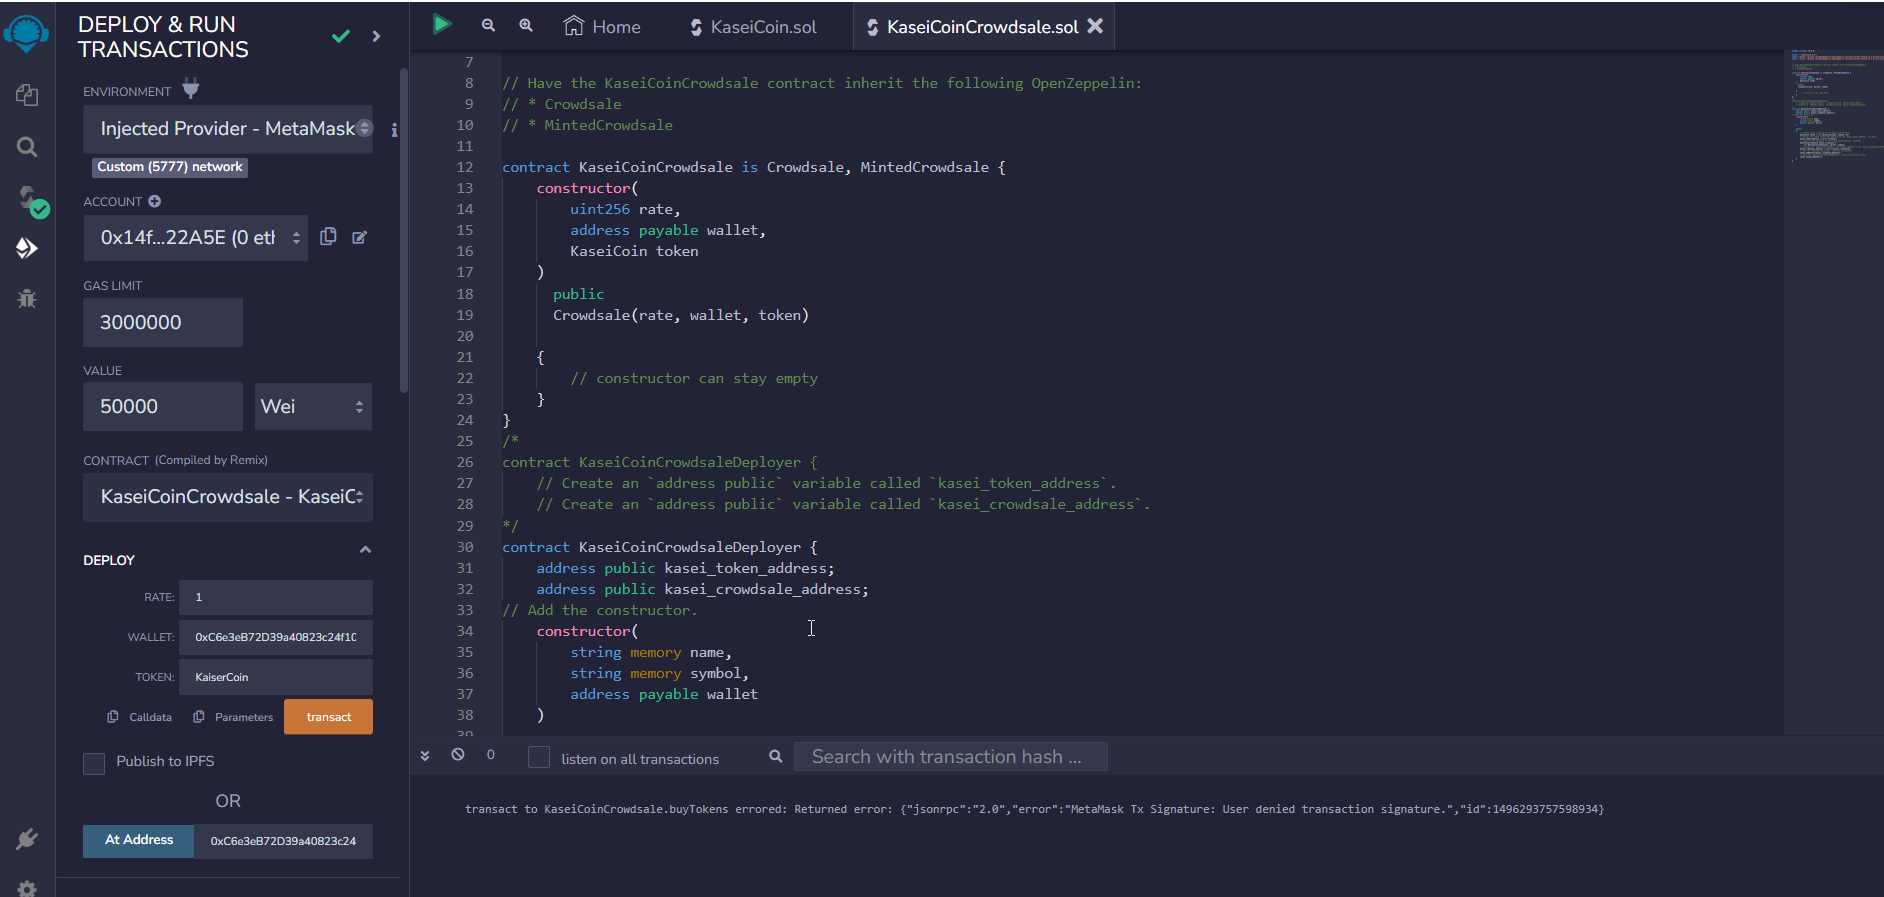 DEPLOY & RUN
TRANSACTIONS
ENVIRONMENT
Injected Provider - MetaMask
Custom (5777) network
ACCOUNT
0x14f...22A5E (0 eth
GAS LIMIT
3000000
VALUE
50000
Wei
CONTRACT (Compiled by Remix)
KaseiCoinCrowdsale - KaseiC
DEPLOY
RATE: 1
WALLET: 0xC6e3eB72D39a40823c24f10
TOKEN: KaiserCoin
Calldata Parameters transact
Publish to IPFS
OR
At Address 0xC6e3eB72D39a40823c24
Home KaseiCoin.sol KaseiCoinCrowdsale.sol
7
8 // Have the KaseiCoinCrowdsale contract inherit the following OpenZeppelin:
9 // * Crowdsale
10 // * MintedCrowdsale
11
12 contract KaseiCoinCrowdsale is Crowdsale, MintedCrowdsale {
13 constructor(
14 uint256 rate,
15 address payable wallet,
16 KaseiCoin token
17 )
18 public
19 Crowdsale(rate, wallet, token)
20
21 {
22 // constructor can stay empty
23 }
24 }
25 /*
26 contract KaseiCoinCrowdsaleDeployer {
27 // Create an `address public` variable called `kasei_token_address`.
28 // Create an `address public` variable called `kasei_crowdsale_address`.
29 */
30 contract KaseiCoinCrowdsaleDeployer {
31 address public kasei_token_address;
32 address public kasei_crowdsale_address;
33 // Add the constructor.
34 constructor(
35 string memory name,
36 string memory symbol,
37 address payable wallet
38 )
39
0 listen on all transactions Search with transaction hash ...
transact to KaseiCoinCrowdsale.buyTokens errored: Returned error: {"jsonrpc":"2.0","error":"MetaMask Tx Signature: User denied transaction signature.","id":1496293757598934}